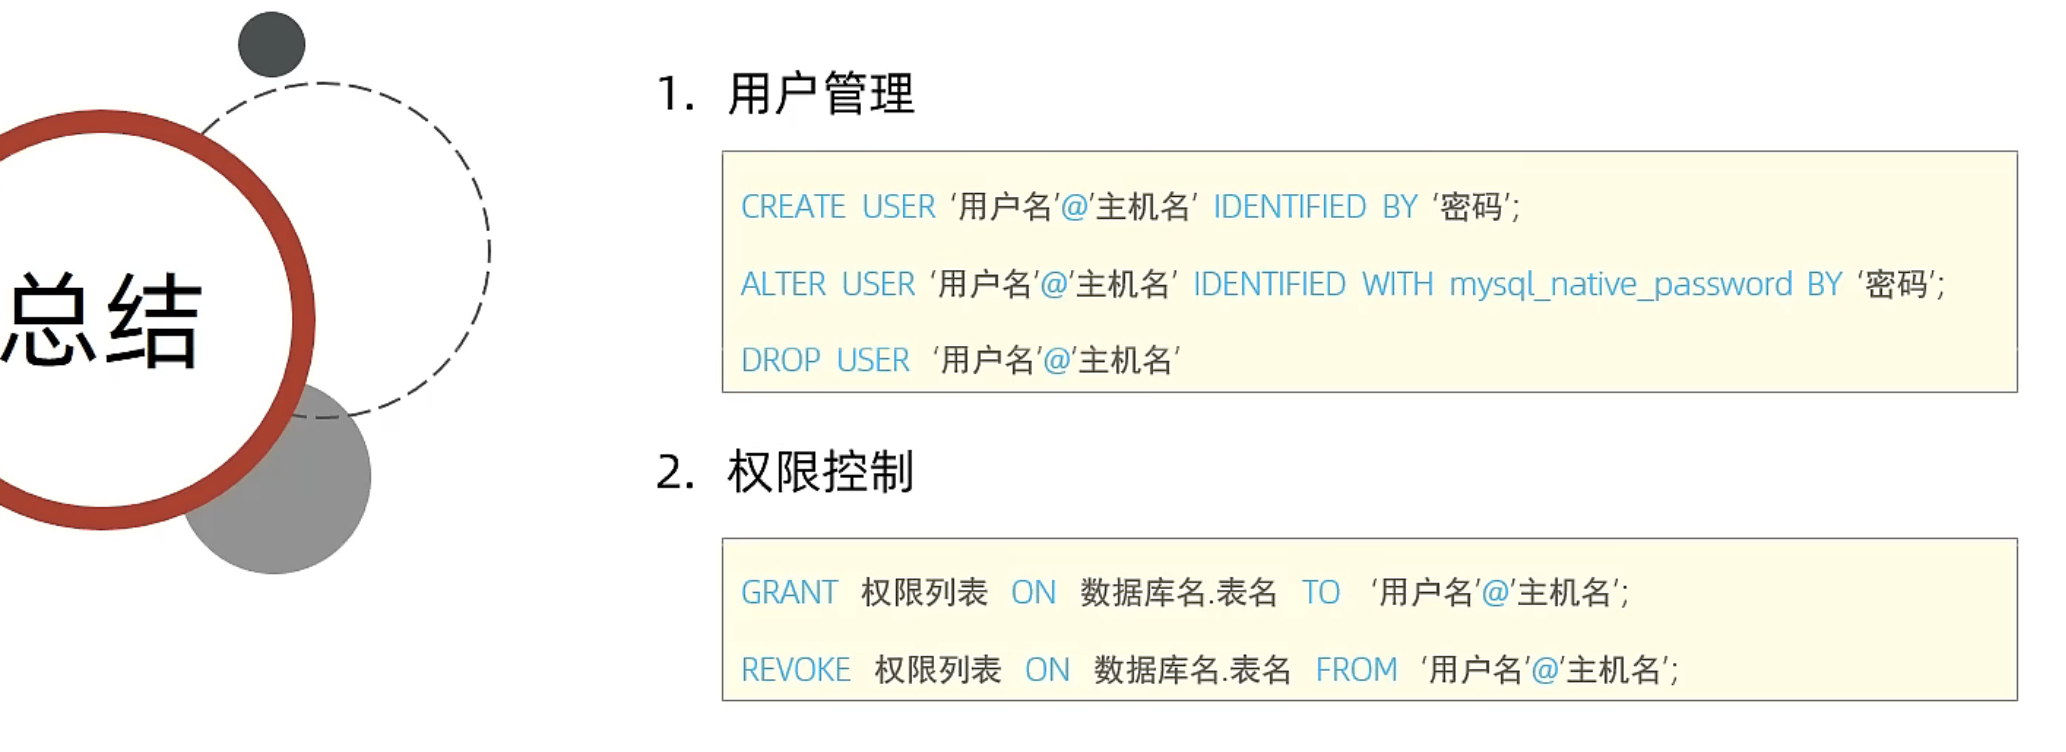 总结
1. 用户管理
CREATE USER ‘用户名’@’主机名’ IDENTIFIED BY ‘密码’;
ALTER USER ‘用户名’@’主机名’ IDENTIFIED WITH mysql_native_password BY ‘密码’;
DROP USER ‘用户名’@’主机名’
2. 权限控制
GRANT 权限列表 ON 数据库名.表名 TO ‘用户名’@’主机名’;
REVOKE 权限列表 ON 数据库名.表名 FROM ‘用户名’@’主机名’;